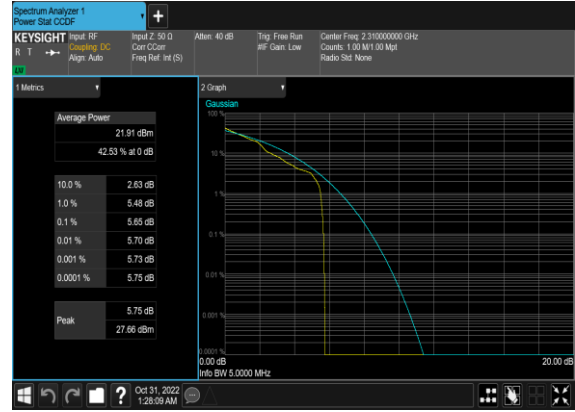 Spectrum Analyzer 1
Power Stat CCDF
+
KEYSIGHT
R T
LN
Input: RF
Coupling: DC
Align: Auto
Input Z: 50 Ω
Corr CCorr
Freq Ref: Int (S)
Atten: 40 dB
Trig: Free Run
#IF Gain: Low
Center Freq: 2.310000000 GHz
Counts: 1.00 M/1.00 Mpt
Radio Std: None
1 Metrics
Average Power
21.91 dBm
42.53 % at 0 dB
10.0 % 2.63 dB
1.0 % 5.48 dB
0.1 % 5.65 dB
0.01 % 5.70 dB
0.001 % 5.73 dB
0.0001 % 5.75 dB
Peak
5.75 dB
27.66 dBm
2 Graph
Gaussian
100 %
10 %
1 %
0.1 %
0.01 %
0.001 %
0.0001 %
0.00 dB 20.00 dB
Info BW 5.0000 MHz
?
Oct 31, 2022
1:28:09 AM